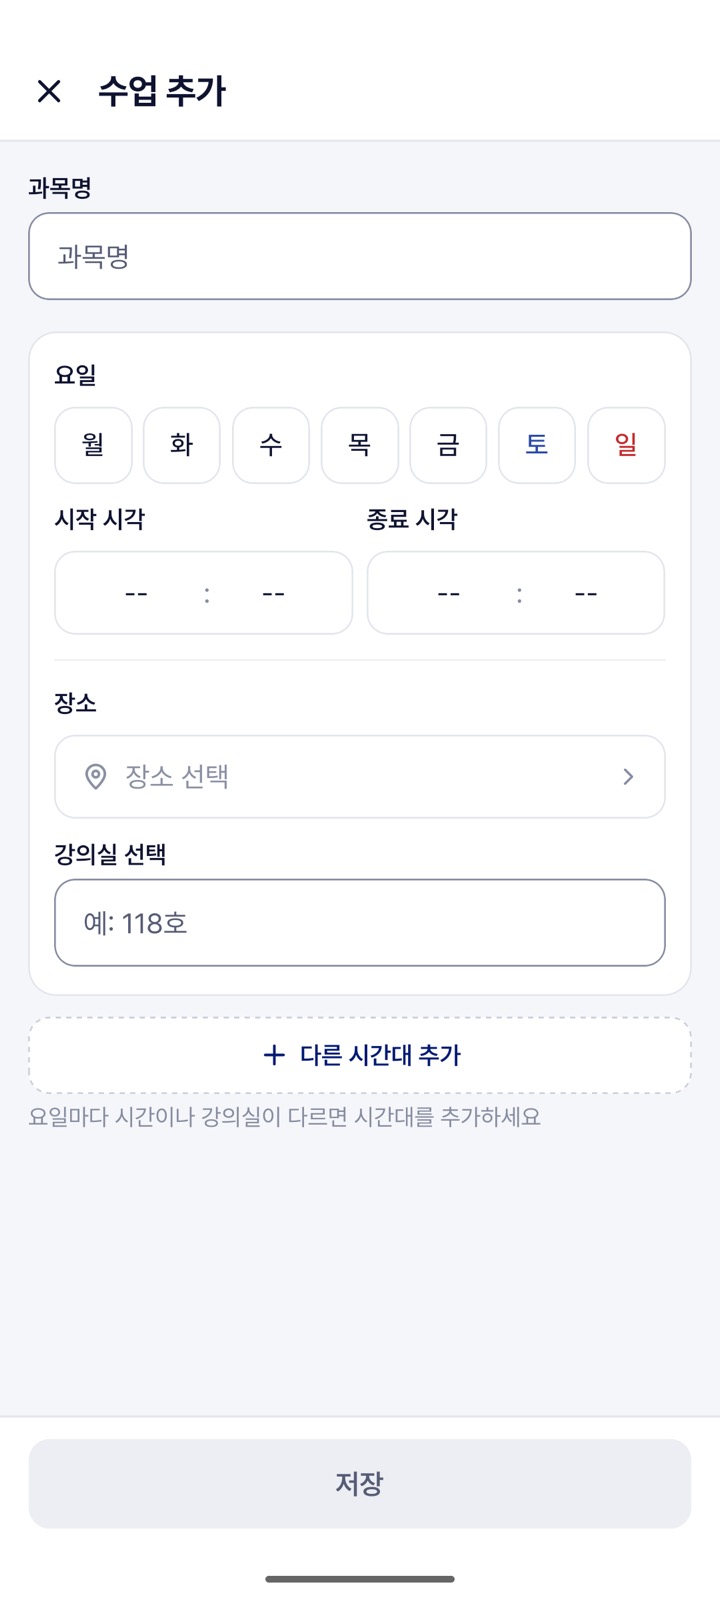 수업 추가
과목명
과목명
요일
월 화 수 목 금 토 일
시작 시각 종료 시각
-- : -- -- : --
장소
장소 선택
강의실 선택
예: 118호
+ 다른 시간대 추가
요일마다 시간이나 강의실이 다르면 시간대를 추가하세요
저장